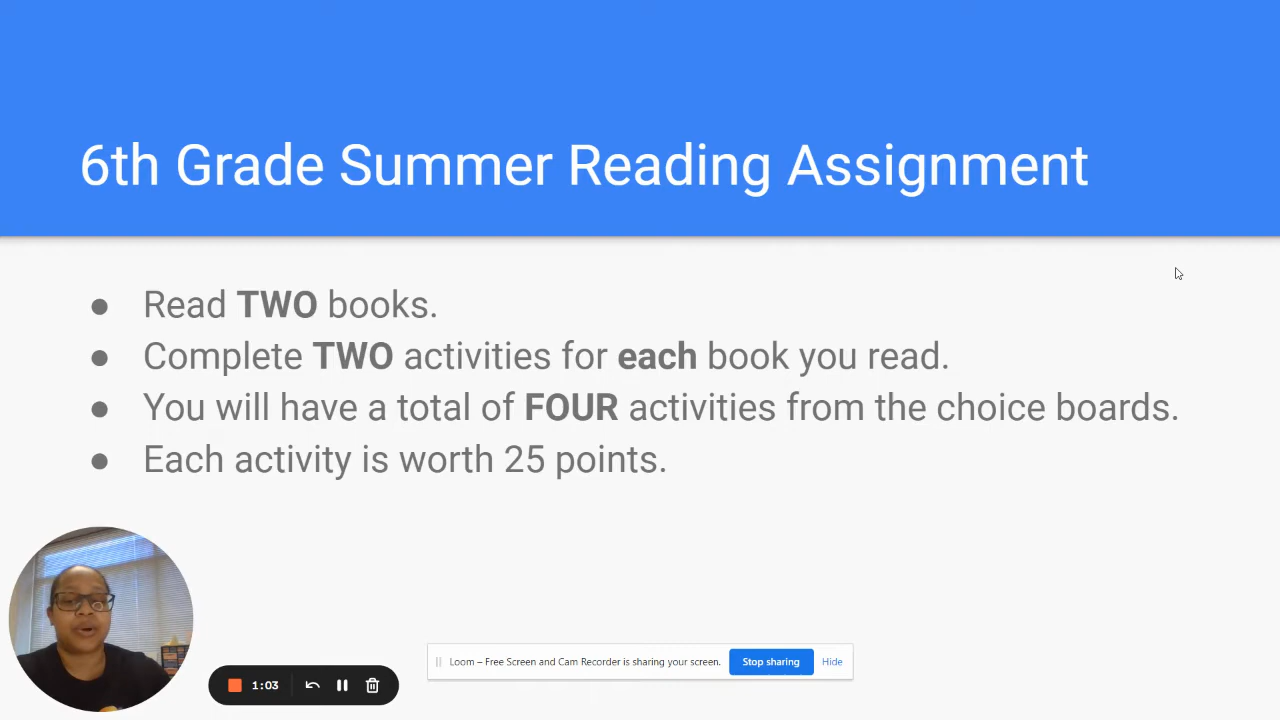 6th Grade Summer Reading Assignment
● Read TWO books.
● Complete TWO activities for each book you read.
● You will have a total of FOUR activities from the choice boards.
● Each activity is worth 25 points.
Loom – Free Screen and Cam Recorder is sharing your screen. Stop sharing Hide
1:03